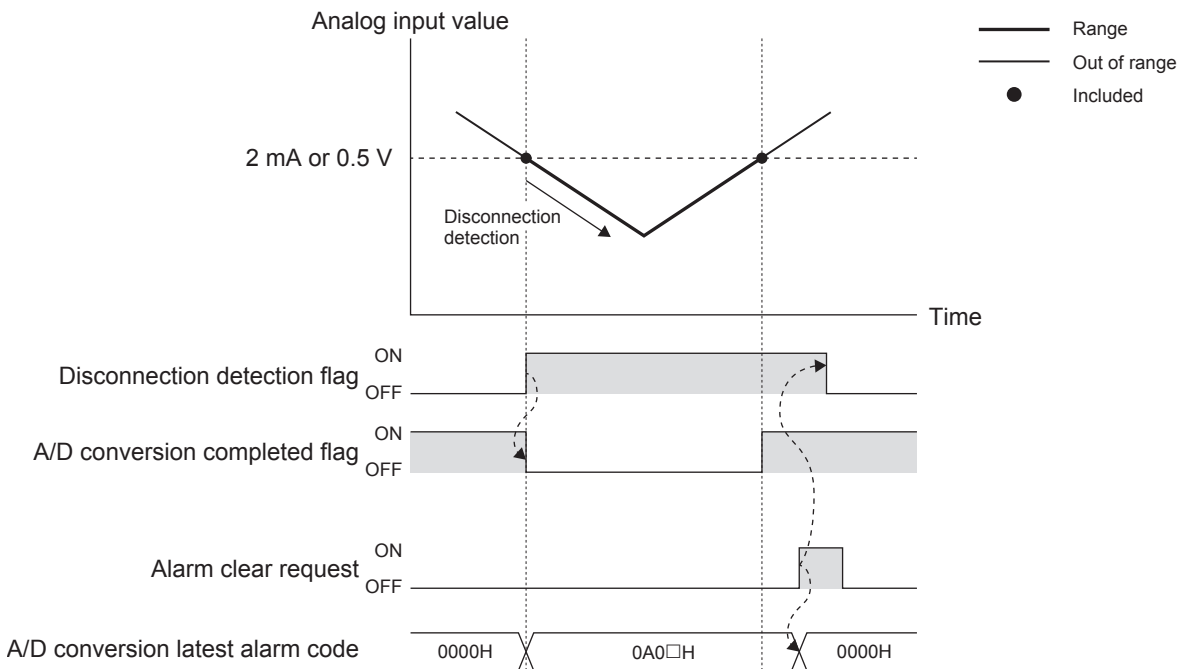 Analog input value
Range
Out of range
Included
2 mA or 0.5 V
Disconnection
detection
Time
Disconnection detection flag
ON
OFF
A/D conversion completed flag
ON
OFF
Alarm clear request
ON
OFF
A/D conversion latest alarm code
0000H
0A0□H
0000H